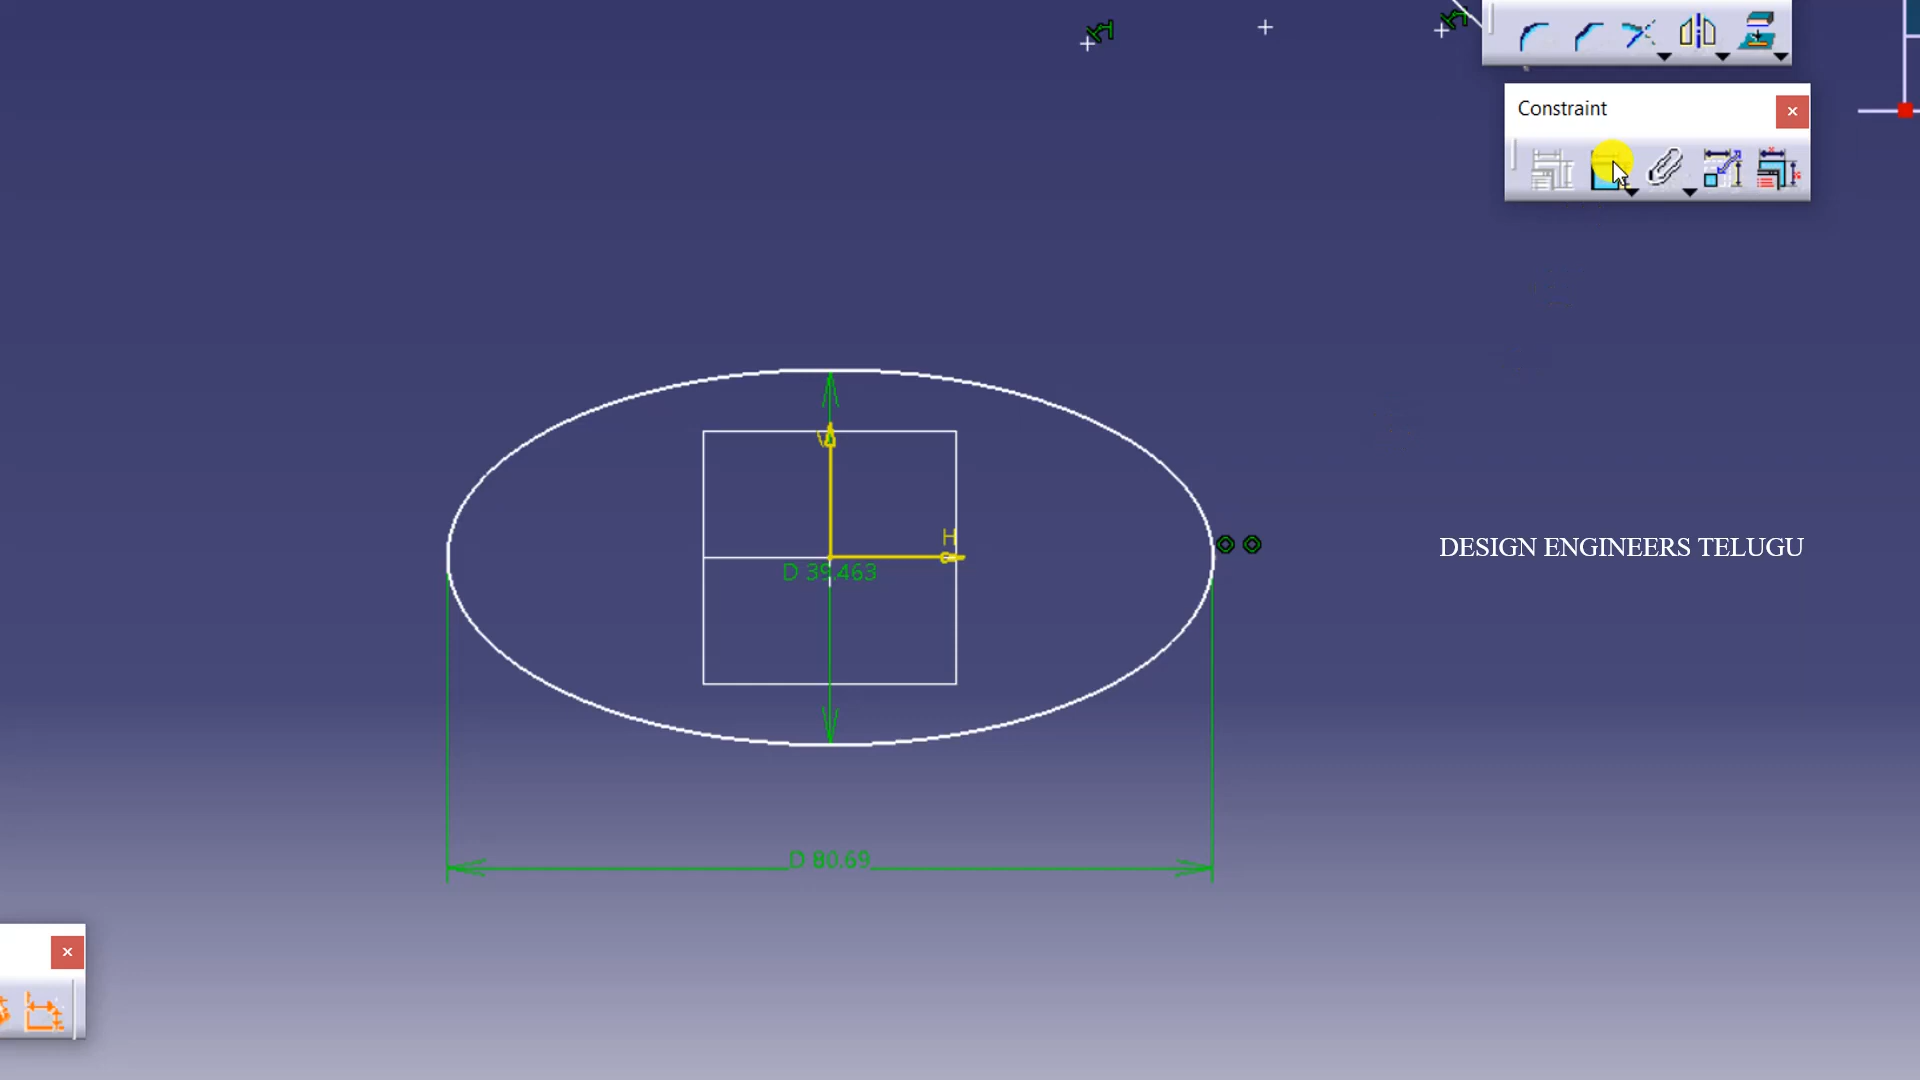 Constraint
V
H
DESIGN ENGINEERS TELUGU
D 39.463
D 80.69